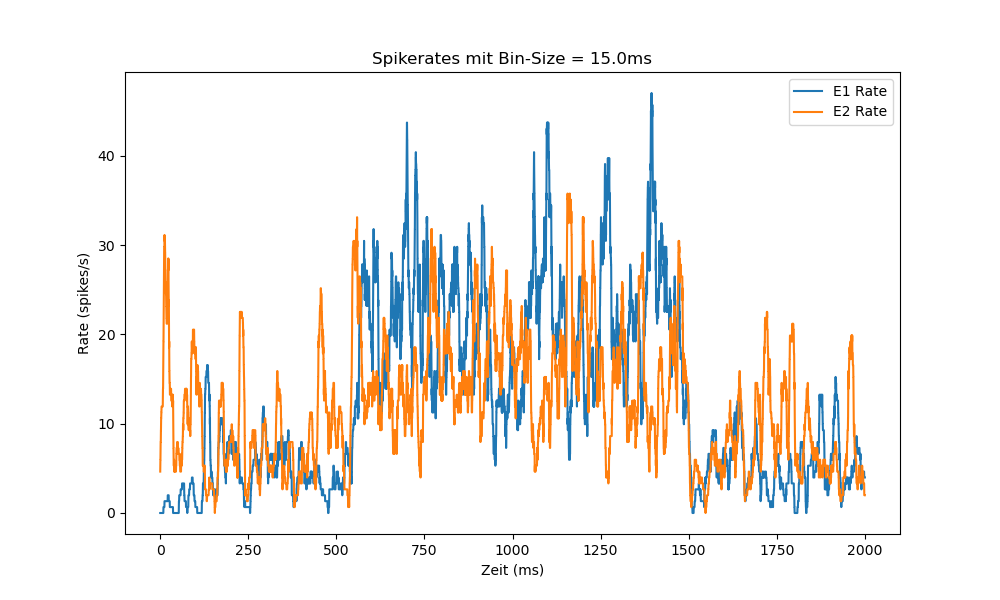 Spikerates mit Bin-Size = 15.0ms
E1 Rate
E2 Rate
Rate (spikes/s)
40
30
20
10
0
0 250 500 750 1000 1250 1500 1750 2000
Zeit (ms)